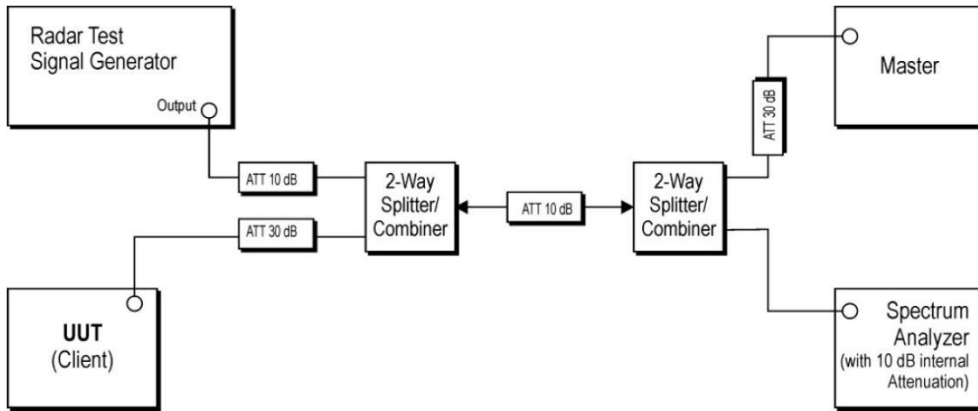 Radar Test
Signal Generator
Output
ATT 10 dB
2-Way
Splitter/
Combiner
ATT 30 dB
UUT
(Client)
ATT 10 dB
2-Way
Splitter/
Combiner
ATT 30 dB
Master
Spectrum
Analyzer
(with 10 dB internal
Attenuation)